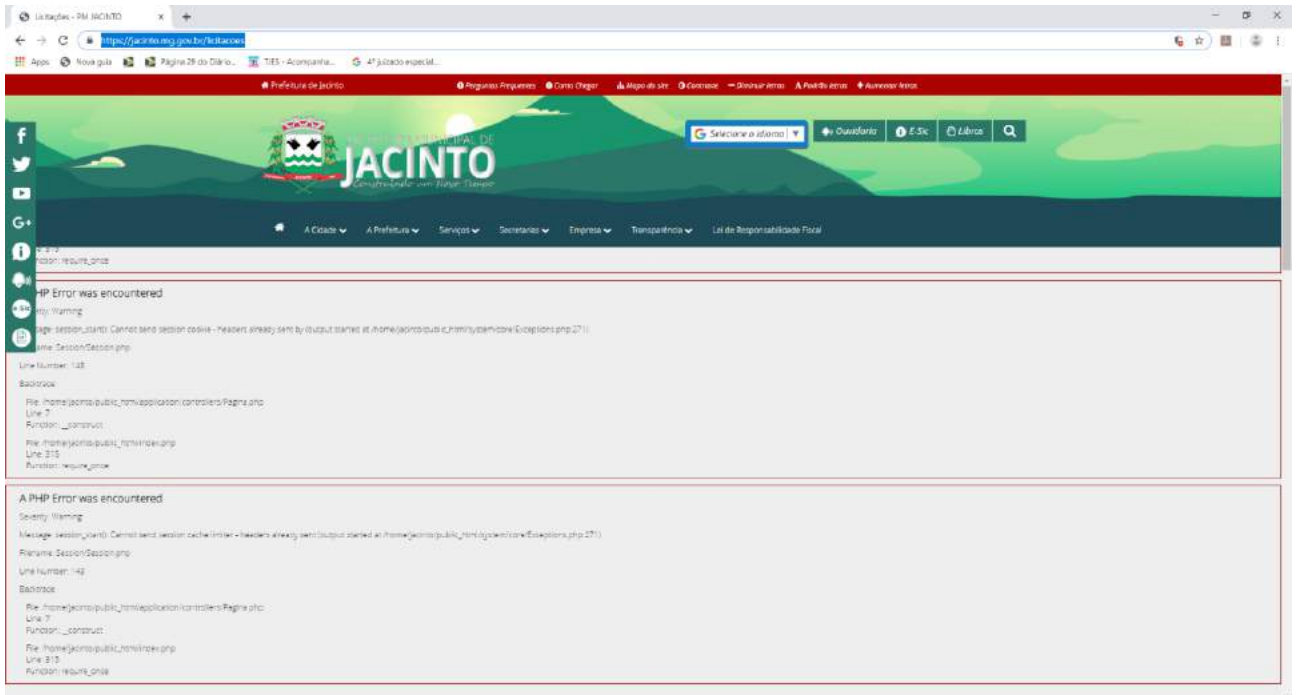 Licitações - PM JACINTO
https://jacinto.mg.gov.br/licitacoes
Apps Nova guia Página 29 do Diário... TJES - Acompanha... 4º juizado especial...
Prefeitura de Jacinto Perguntas Frequentes Como Chegar Mapa do site Contraste Diminuir letras Padrão letras Aumentar letras
MUNICIPAL DE
JACINTO
Construindo um Novo Tempo
Selecione o idioma Ouvidoria E-Sic Libras
A Cidade A Prefeitura Serviços Secretarias Empresa Transparência Lei de Responsabilidade Fiscal
Function: require_once
PHP Error was encountered
Warning
session_start(): Cannot send session cookie - headers already sent by (output started at /home/jacinto/public_html/system/core/Exceptions.php:271)
Session/Session.php
Line Number: 143
Backtrace:
File: /home/jacinto/public_html/application/controllers/Pagina.php
Line: 7
Function: __construct
File: /home/jacinto/public_html/index.php
Line: 315
Function: require_once
A PHP Error was encountered
Severity: Warning
Message: session_start(): Cannot send session cache limiter - headers already sent (output started at /home/jacinto/public_html/system/core/Exceptions.php:271)
Filename: Session/Session.php
Line Number: 143
Backtrace:
File: /home/jacinto/public_html/application/controllers/Pagina.php
Line: 7
Function: __construct
File: /home/jacinto/public_html/index.php
Line: 315
Function: require_once